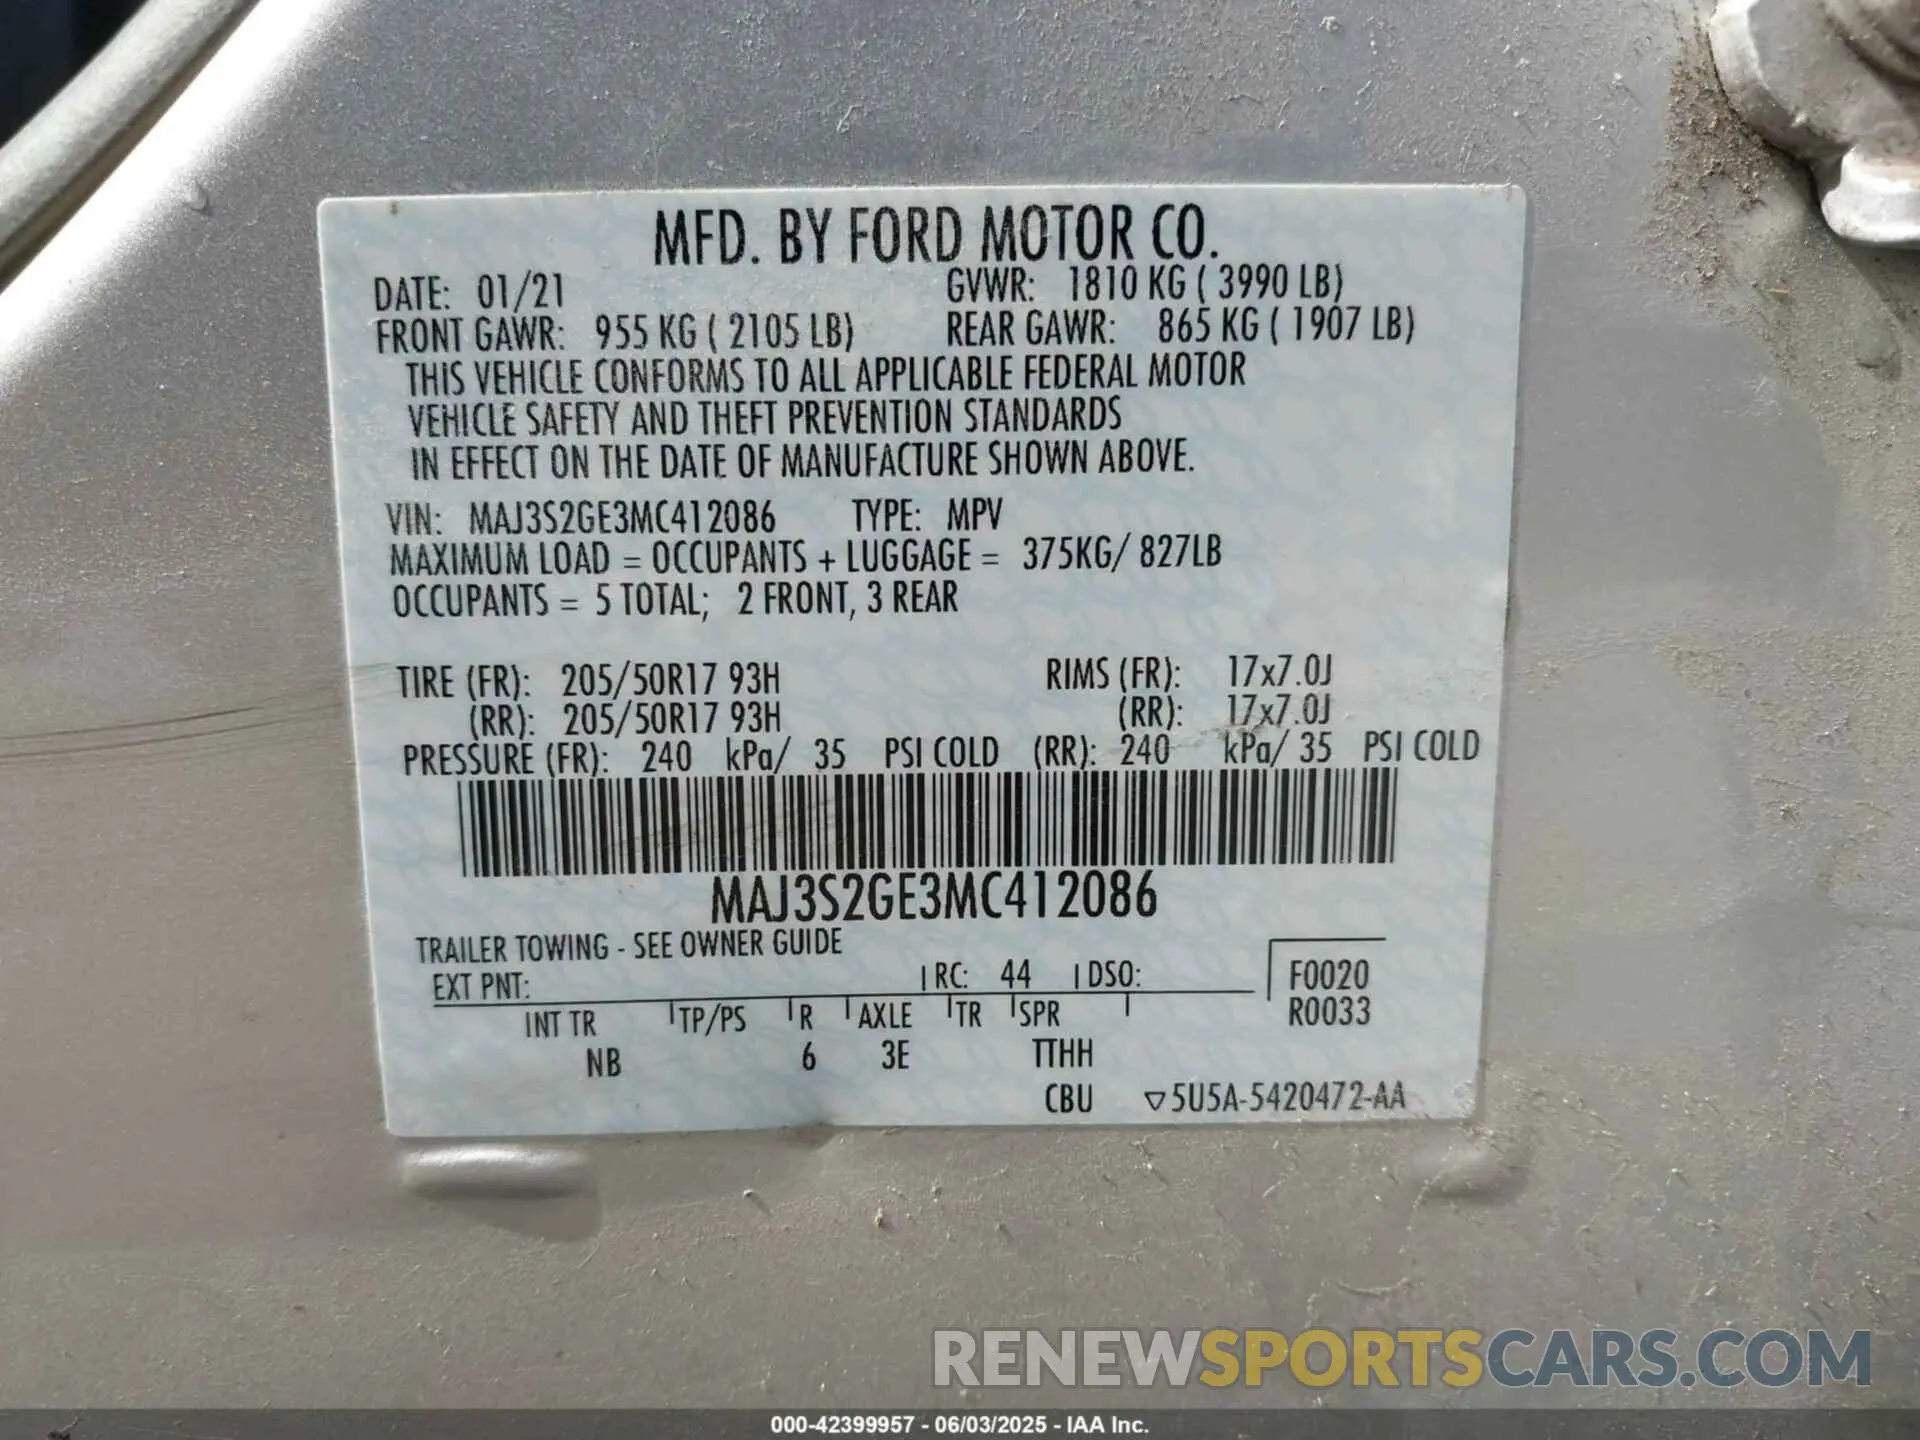 MFD. BY FORD MOTOR CO.
DATE: 01/21 GVWR: 1810 KG ( 3990 LB)
FRONT GAWR: 955 KG ( 2105 LB) REAR GAWR: 865 KG ( 1907 LB)
THIS VEHICLE CONFORMS TO ALL APPLICABLE FEDERAL MOTOR
VEHICLE SAFETY AND THEFT PREVENTION STANDARDS
IN EFFECT ON THE DATE OF MANUFACTURE SHOWN ABOVE.
VIN: MAJ3S2GE3MC412086 TYPE: MPV
MAXIMUM LOAD = OCCUPANTS + LUGGAGE = 375KG/ 827LB
OCCUPANTS = 5 TOTAL; 2 FRONT, 3 REAR
TIRE (FR): 205/50R17 93H RIMS (FR): 17x7.0J
(RR): 205/50R17 93H (RR): 17x7.0J
PRESSURE (FR): 240 kPa/ 35 PSI COLD (RR): 240 kPa/ 35 PSI COLD
MAJ3S2GE3MC412086
TRAILER TOWING - SEE OWNER GUIDE
EXT PNT: RC: 44 DSO: F0020
INT TR TP/PS R AXLE TR SPR R0033
NB 6 3E TTHH
CBU ▽5U5A-5420472-AA
RENEWSPORTSCARS.COM
000-42399957 - 06/03/2025 - IAA Inc.